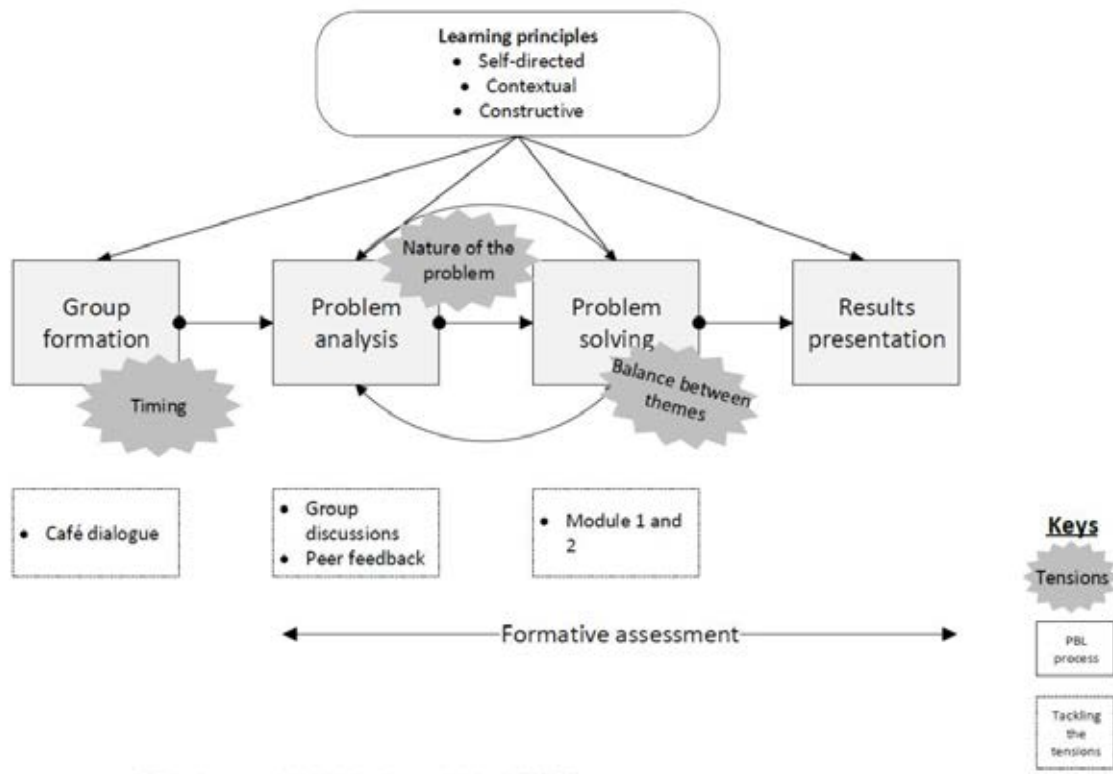 Learning principles
• Self-directed
• Contextual
• Constructive
Nature of the
problem
Group
formation
Problem
analysis
Problem
solving
Results
presentation
Timing
Balance between
themes
• Café dialogue
• Group
discussions
• Peer feedback
• Module 1 and
2
Formative assessment
Keys
Tensions
PBL
process
Tackling
the
tensions